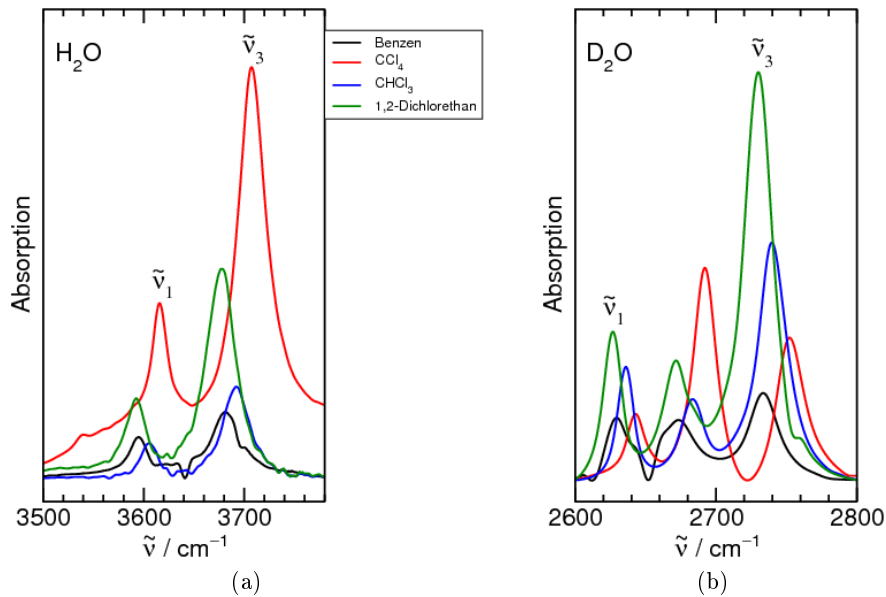 H₂O
ν̃₃
ν̃₁
Absorption
3500 3600 3700
ν̃ / cm⁻¹
(a)
Benzen
CCl₄
CHCl₃
1,2-Dichlorethan
D₂O
ν̃₃
ν̃₁
Absorption
2600 2700 2800
ν̃ / cm⁻¹
(b)